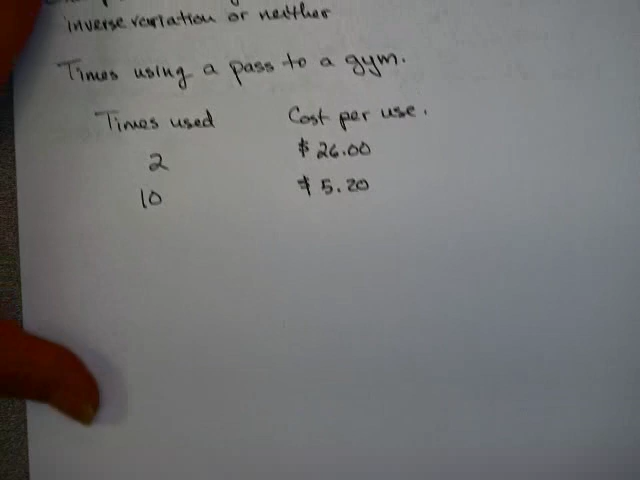 inverse variation or neither
Times using a pass to a gym.
Times used Cost per use.
2 $26.00
10 $5.20